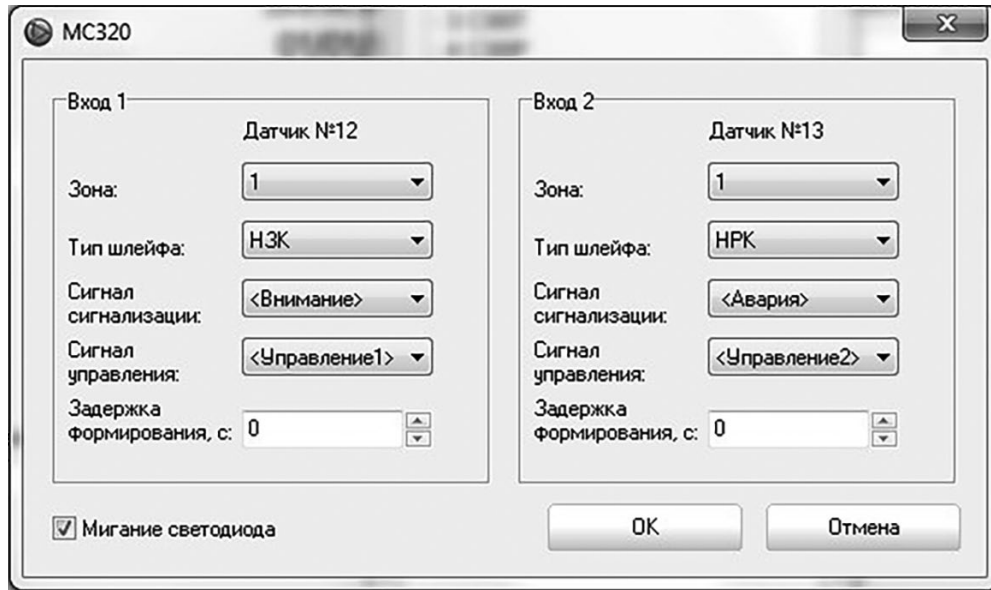 MC320
Вход 1
Датчик №12
Зона:
1
Тип шлейфа:
НЗК
Сигнал
сигнализации:
<Внимание>
Сигнал
управления:
<Управление1>
Задержка
формирования, с:
0
Вход 2
Датчик №13
Зона:
1
Тип шлейфа:
НРК
Сигнал
сигнализации:
<Авария>
Сигнал
управления:
<Управление2>
Задержка
формирования, с:
0
Мигание светодиода
OK
Отмена